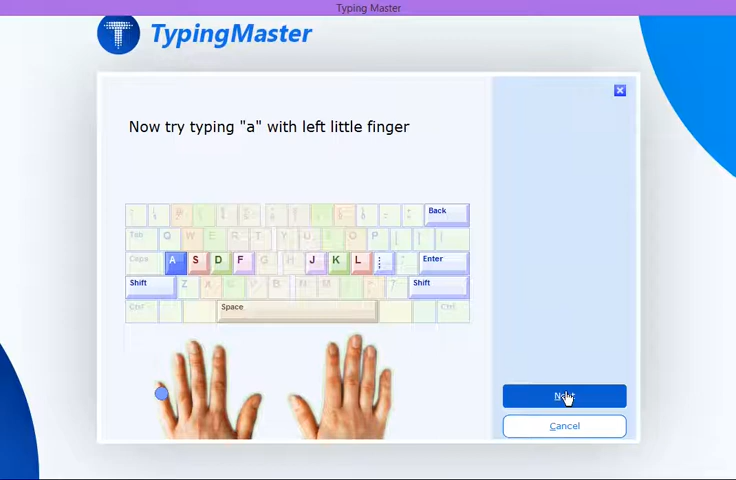 Typing Master
TypingMaster
Now try typing "a" with left little finger
Back
Tab Q W E R T Y U I O P [ ]
Caps A S D F G H J K L ; Enter
Shift Z X C V B N M Shift
Ctrl Space Ctrl
Cancel